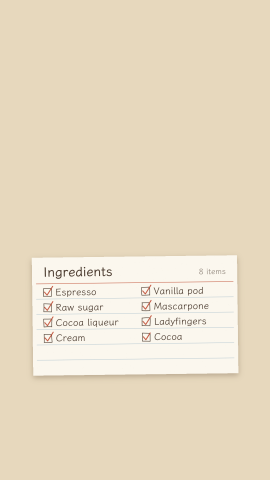 Ingredients
8 items
Espresso
Raw sugar
Cocoa liqueur
Cream
Vanilla pod
Mascarpone
Ladyfingers
Cocoa